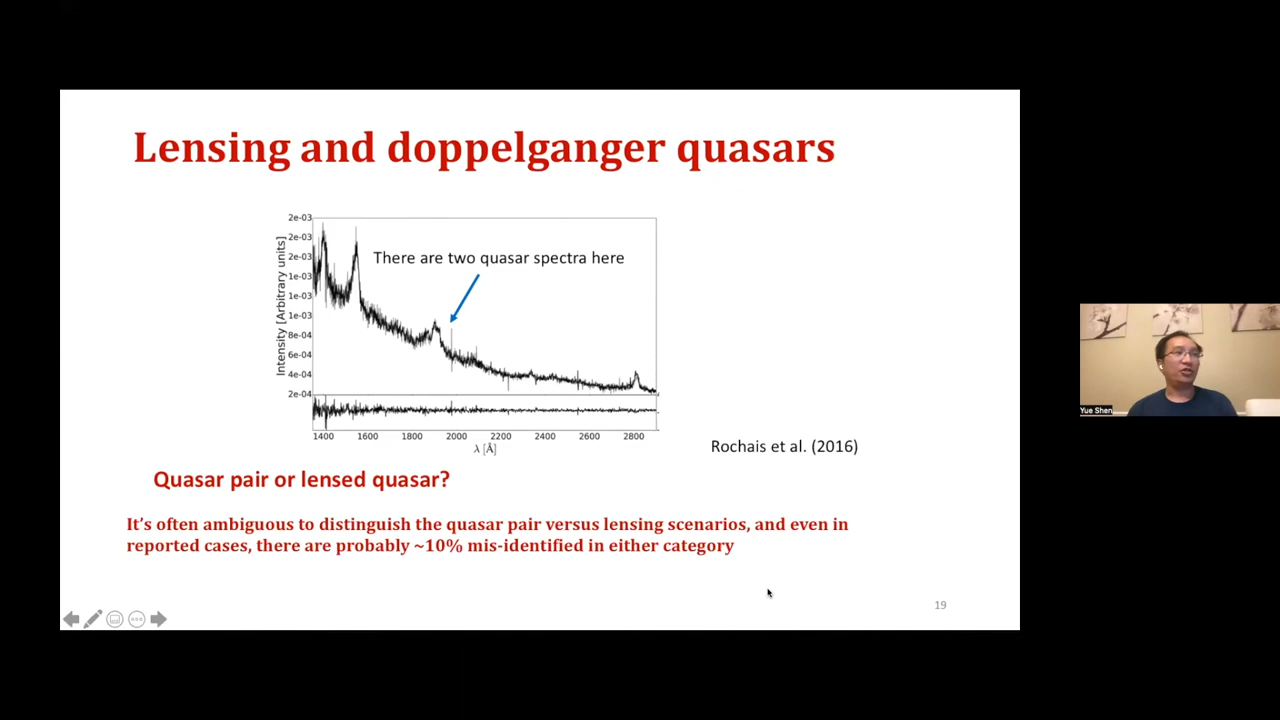 Lensing and doppelganger quasars
2e-03
2e-03
2e-03
1e-03
1e-03
1e-03
8e-04
6e-04
4e-04
2e-04
Intensity [Arbitrary units]
There are two quasar spectra here
1400 1600 1800 2000 2200 2400 2600 2800
λ [Å]
Rochais et al. (2016)
Quasar pair or lensed quasar?
It’s often ambiguous to distinguish the quasar pair versus lensing scenarios, and even in
reported cases, there are probably ~10% mis-identified in either category
19
Yue Shen